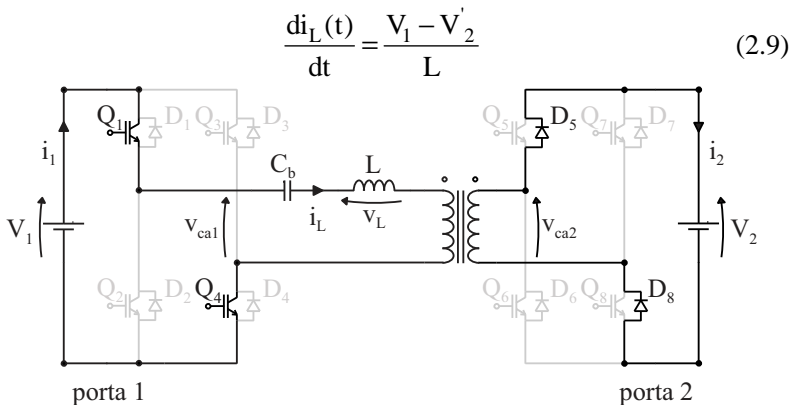 di_L(t)/dt = (V_1 − V'_2)/L (2.9)
Q_1 D_1 Q_3 D_3 Q_5 D_5 Q_7 D_7
i_1 C_b L i_2
V_1 v_ca1 i_L v_L v_ca2 V_2
Q_2 D_2 Q_4 D_4 Q_6 D_6 Q_8 D_8
porta 1 porta 2